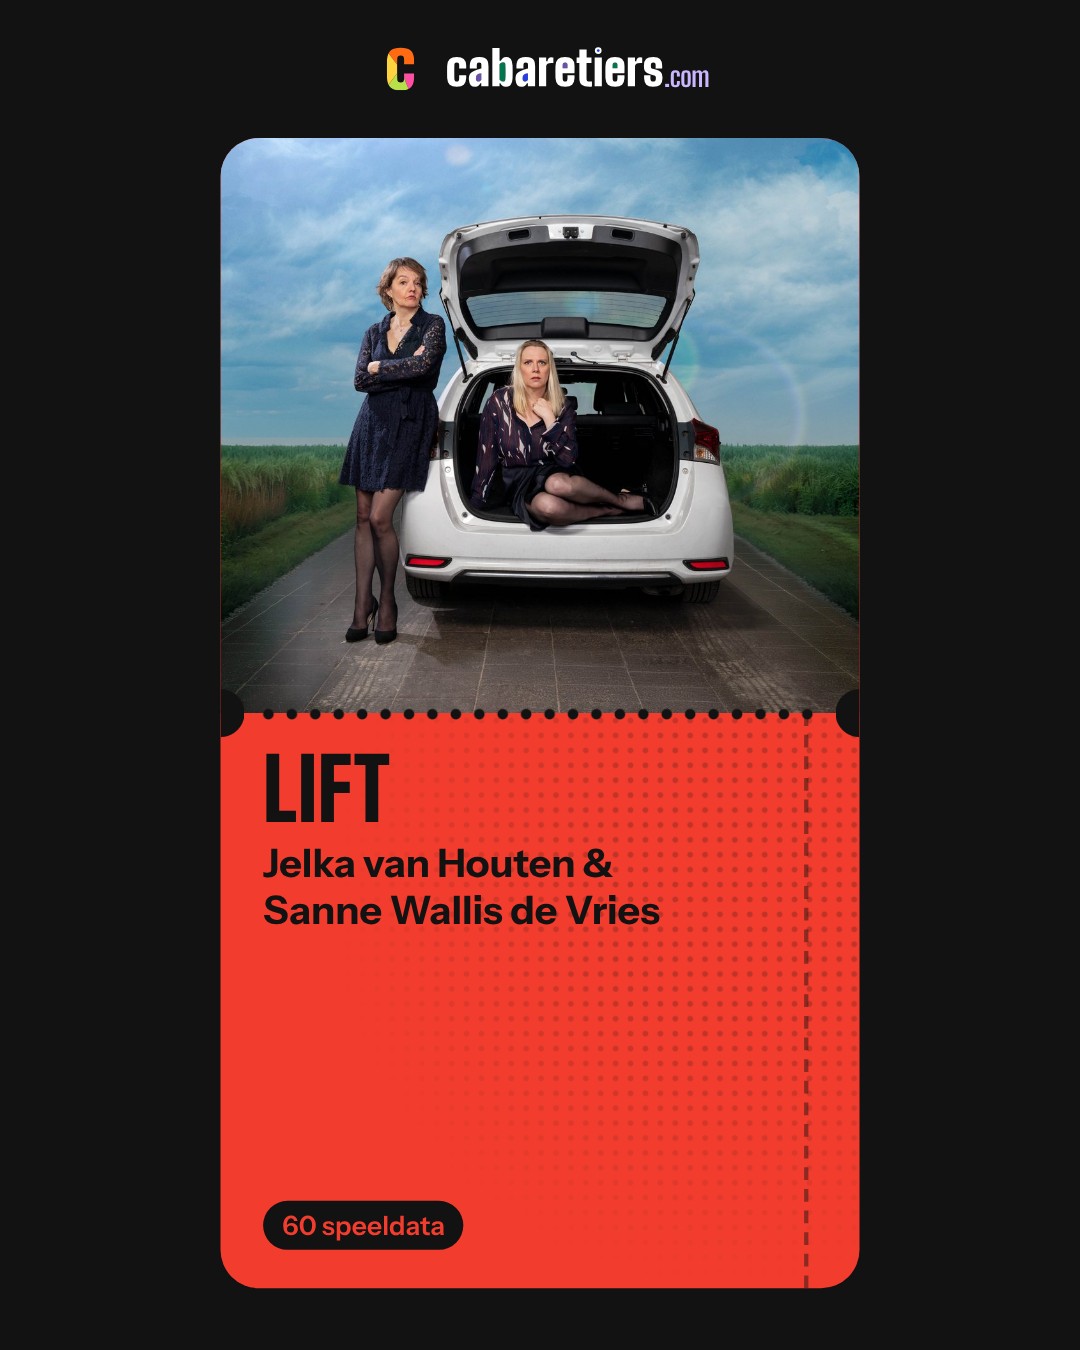 cabaretiers.com
LIFT
Jelka van Houten &
Sanne Wallis de Vries
60 speeldata